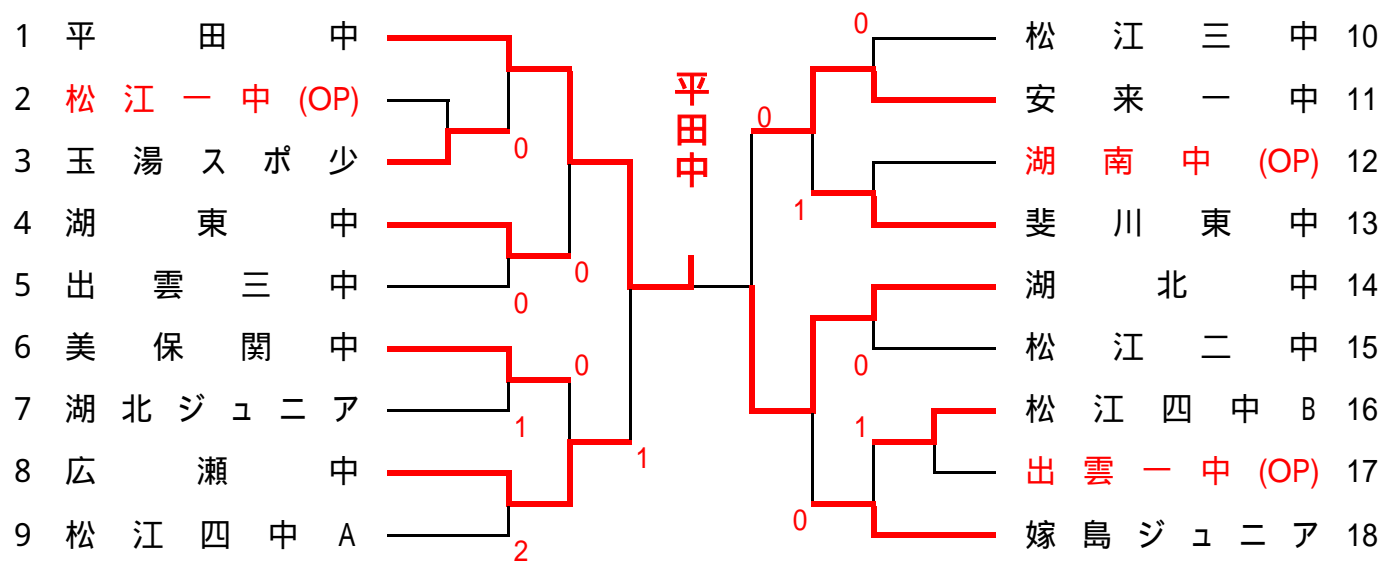 1 平田中
2 松江一中(OP)
3 玉湯スポ少
4 湖東中
5 出雲三中
6 美保関中
7 湖北ジュニア
8 広瀬中
9 松江四中A
0
0
0
0
0
1
2
1
平田中
0
0
1
0
1
0
松江三中 10
安来一中 11
湖南中(OP) 12
斐川東中 13
湖北中 14
松江二中 15
松江四中B 16
出雲一中(OP) 17
嫁島ジュニア 18